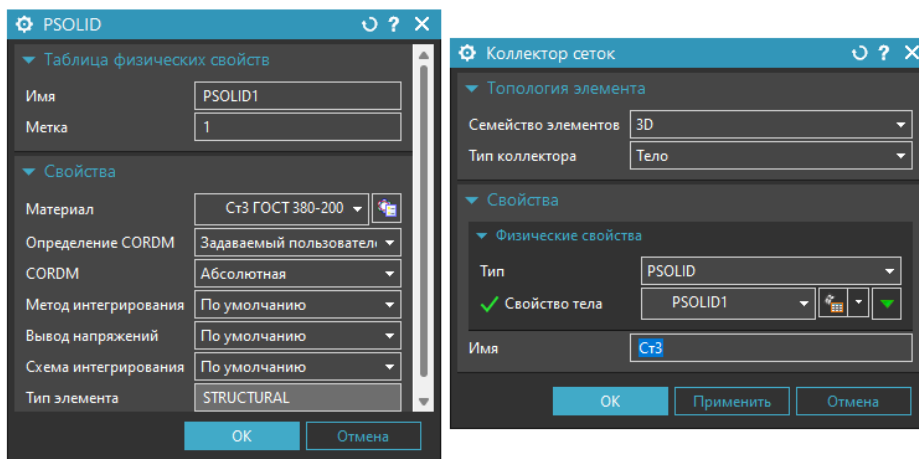 PSOLID
Таблица физических свойств
Имя PSOLID1
Метка 1
Свойства
Материал Ст3 ГОСТ 380-200
Определение CORDM Задаваемый пользовател
CORDM Абсолютная
Метод интегрирования По умолчанию
Вывод напряжений По умолчанию
Схема интегрирования По умолчанию
Тип элемента STRUCTURAL
OK Отмена
Коллектор сеток
Топология элемента
Семейство элементов 3D
Тип коллектора Тело
Свойства
Физические свойства
Тип PSOLID
Свойство тела PSOLID1
Имя Ст3
OK Применить Отмена